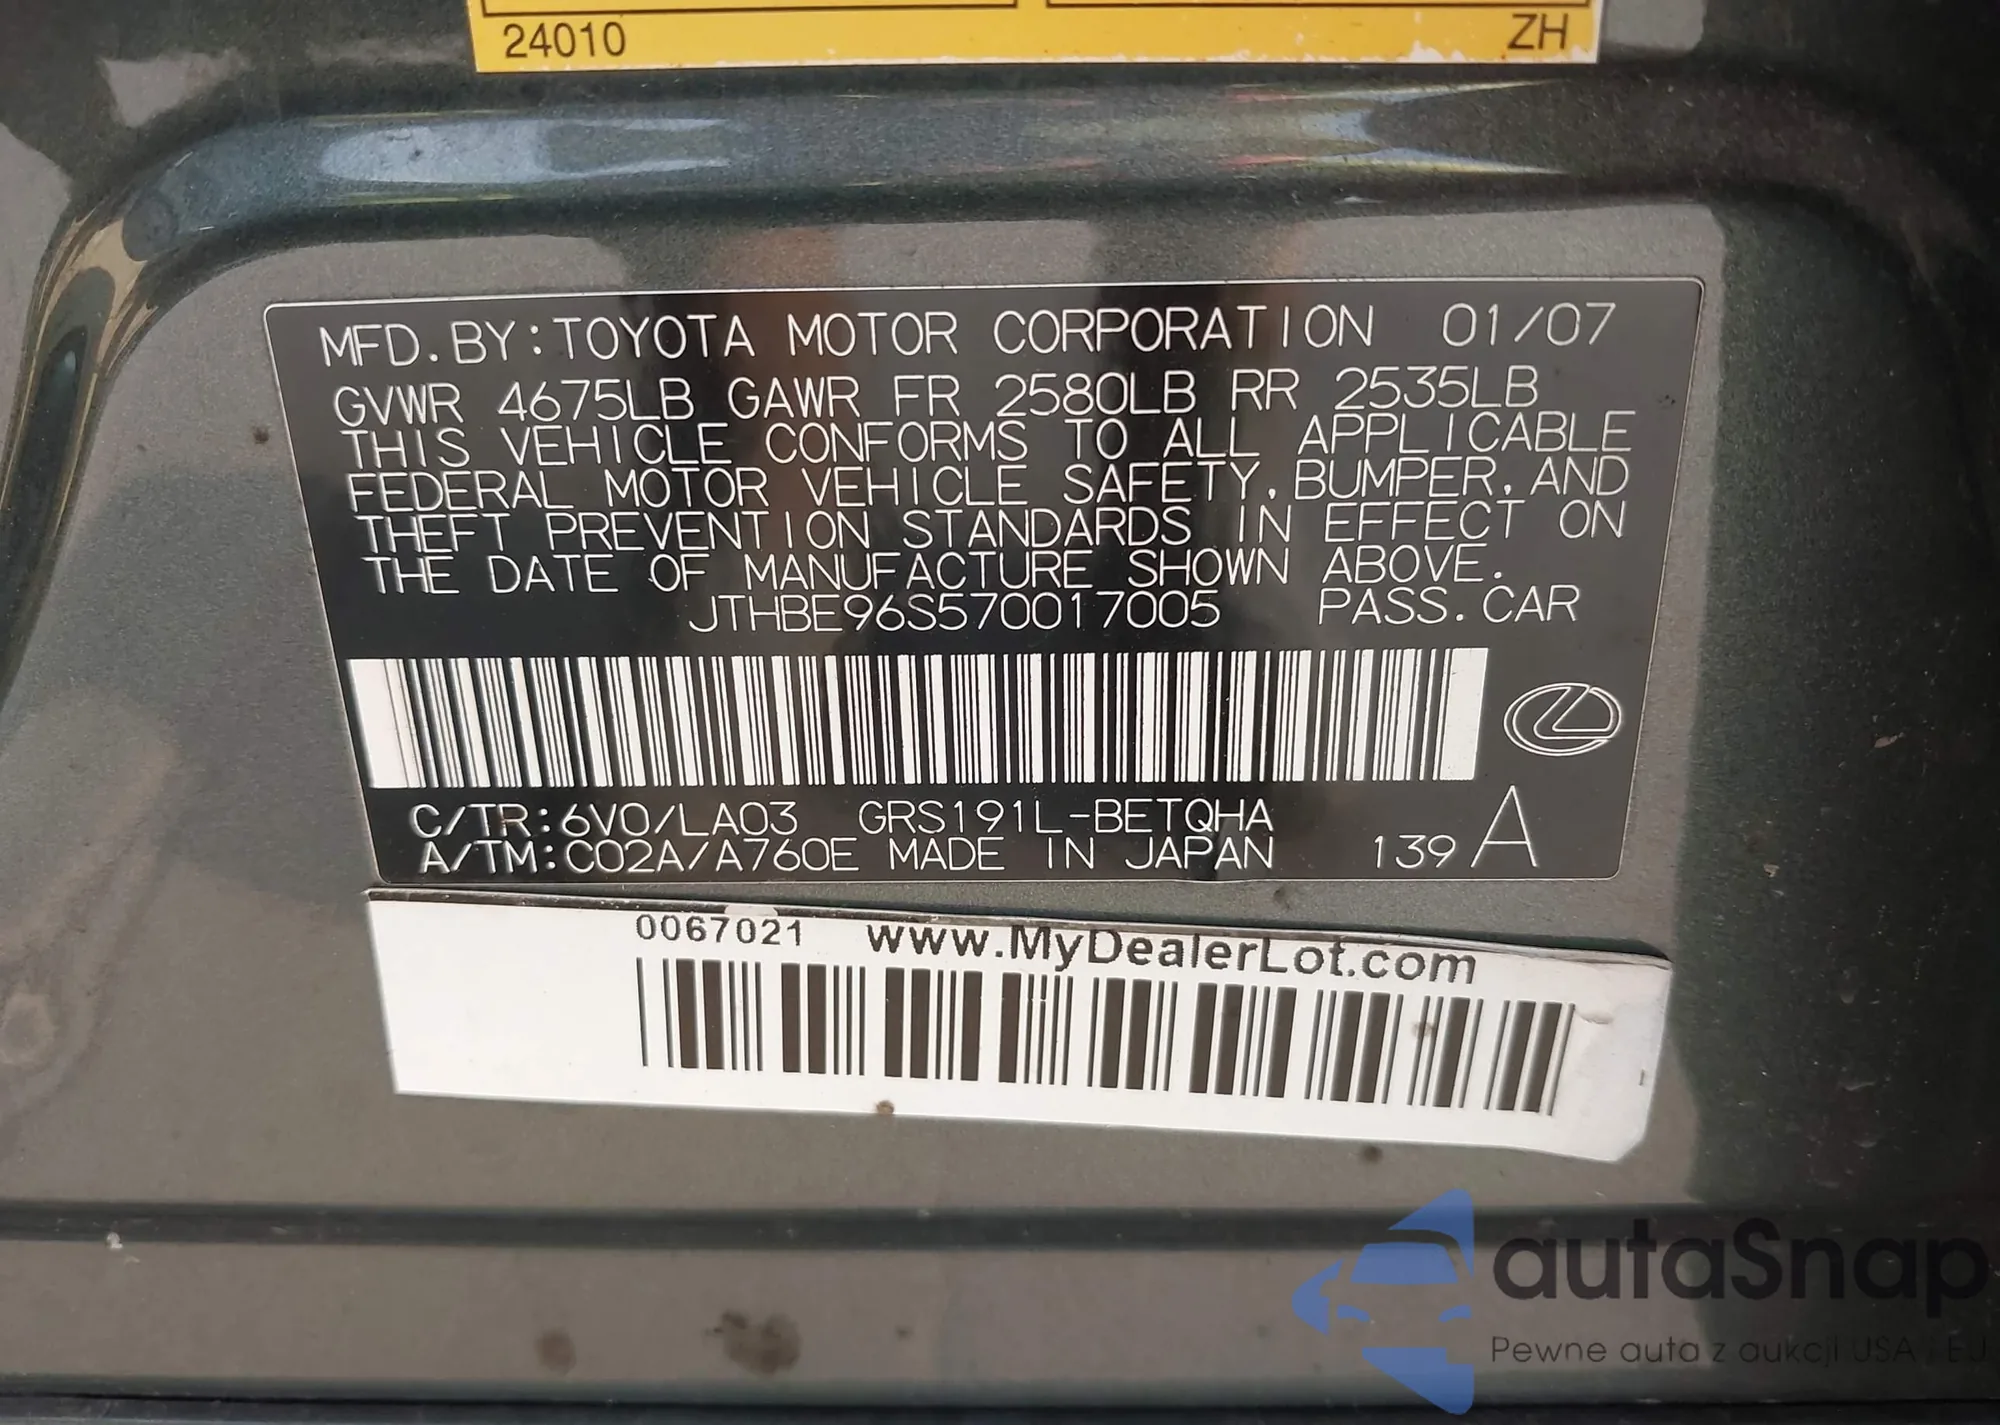 24010 ZH
MFD. BY: TOYOTA MOTOR CORPORATION 01/07
GVWR 4675LB GAWR FR 2580LB RR 2535LB
THIS VEHICLE CONFORMS TO ALL APPLICABLE
FEDERAL MOTOR VEHICLE SAFETY, BUMPER, AND
THEFT PREVENTION STANDARDS IN EFFECT ON
THE DATE OF MANUFACTURE SHOWN ABOVE.
JTHBE96S570017005 PASS. CAR
C/TR: 6V0/LA03 GRS191L-BETQHA
A/TM: C02A/A760E MADE IN JAPAN 139 A
0067021 www.MyDealerLot.com
autoSnap
Pewne auta z aukcji USA i EJ